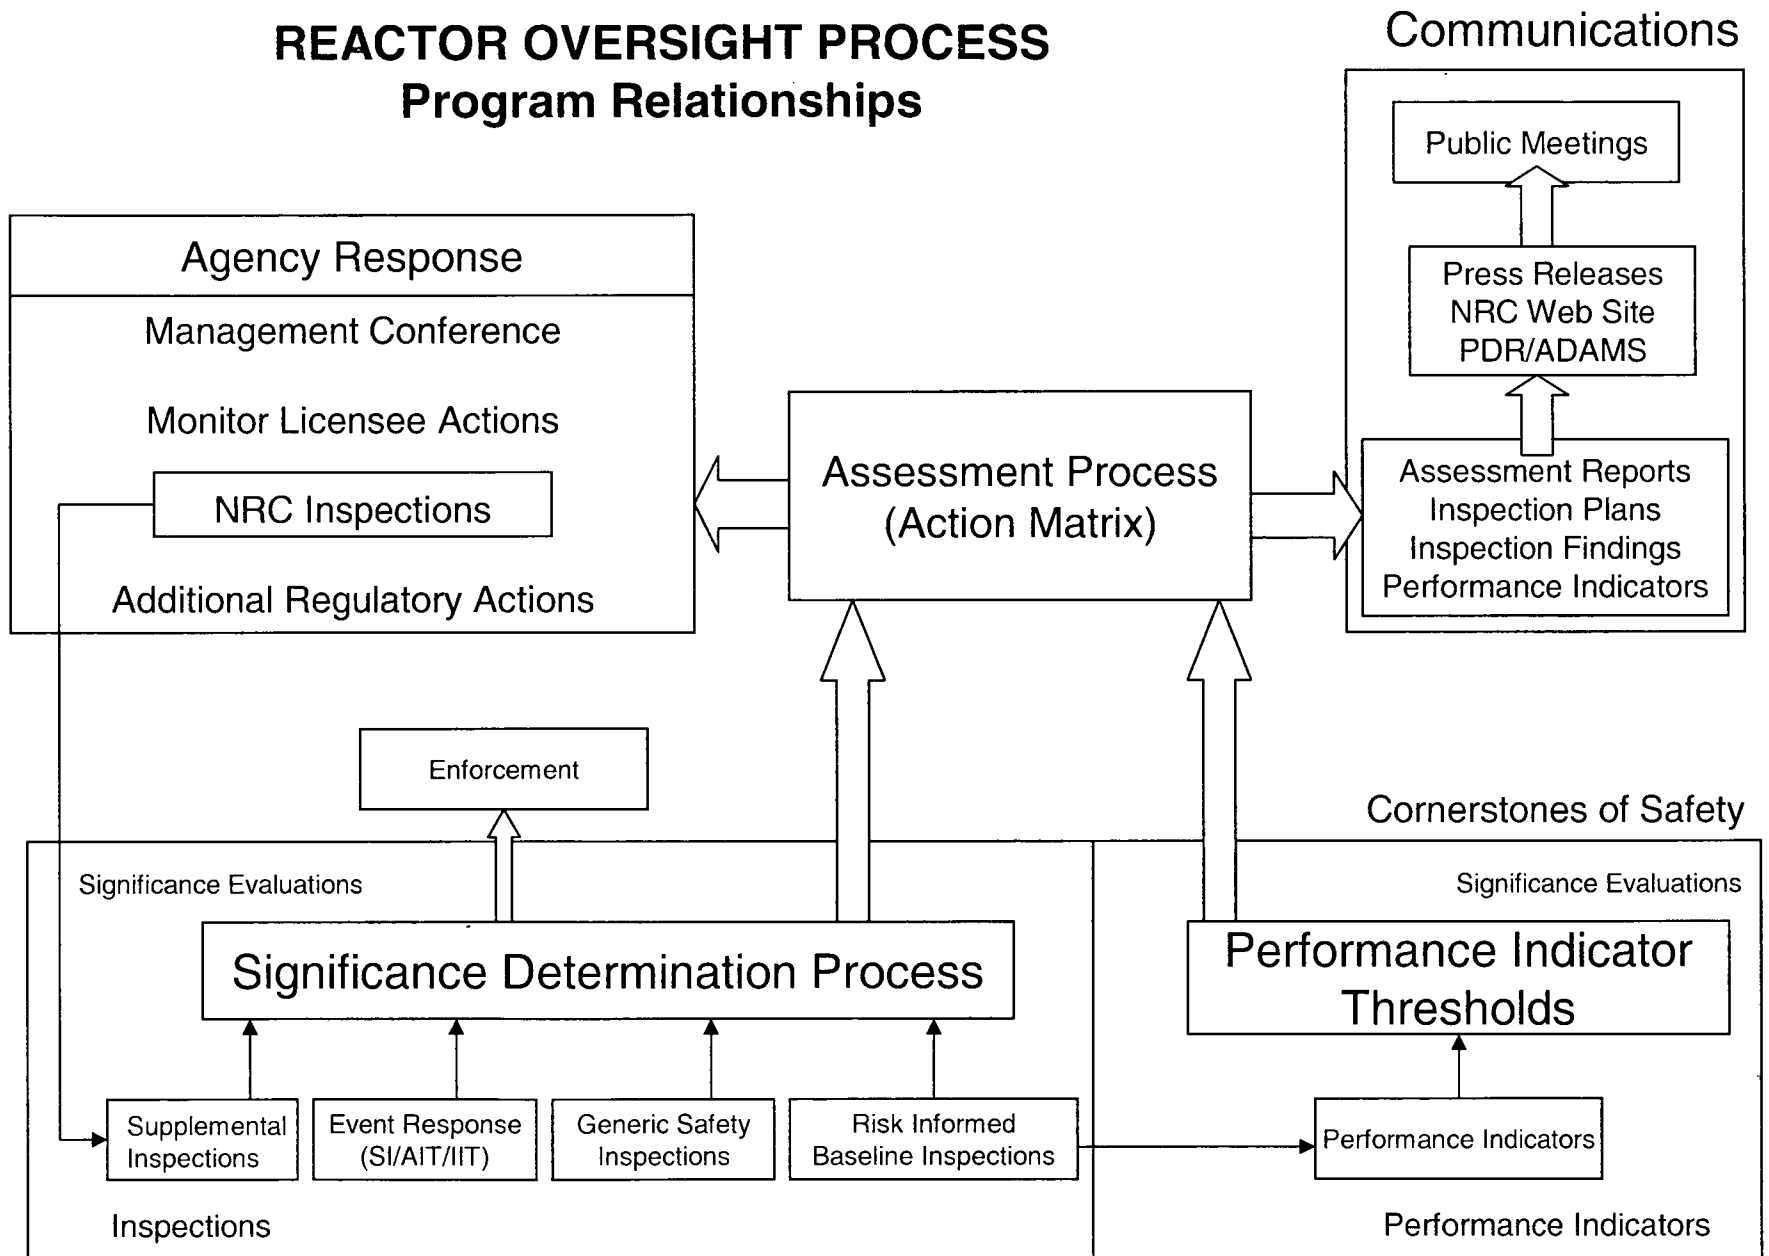 REACTOR OVERSIGHT PROCESS
Program Relationships
Communications
Public Meetings
Press Releases
NRC Web Site
PDR/ADAMS
Assessment Reports
Inspection Plans
Inspection Findings
Performance Indicators
Agency Response
Management Conference
Monitor Licensee Actions
NRC Inspections
Additional Regulatory Actions
Assessment Process
(Action Matrix)
Enforcement
Cornerstones of Safety
Significance Evaluations
Significance Determination Process
Supplemental
Inspections
Event Response
(SI/AIT/IIT)
Generic Safety
Inspections
Risk Informed
Baseline Inspections
Inspections
Significance Evaluations
Performance Indicator
Thresholds
Performance Indicators
Performance Indicators